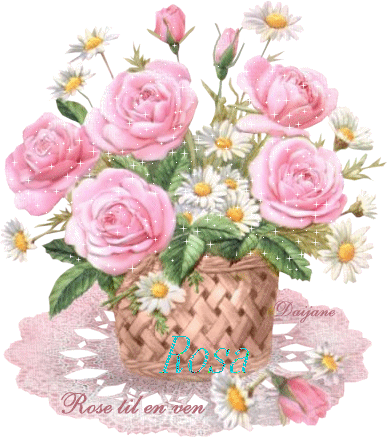 Daijane
Rosa
Rose til en ven